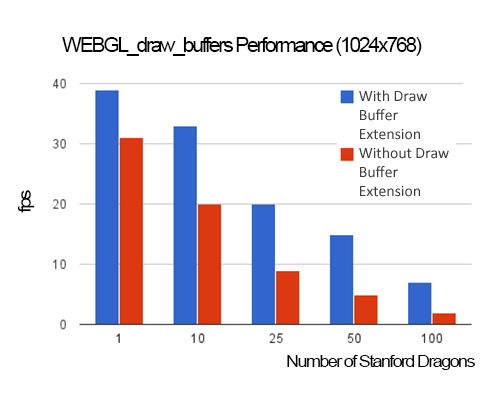 WEBGL_draw_buffers Performance (1024x768)
40
With Draw
Buffer
Extension
30
Without Draw
Buffer
Extension
fps
20
10
0
1 10 25 50 100
Number of Stanford Dragons